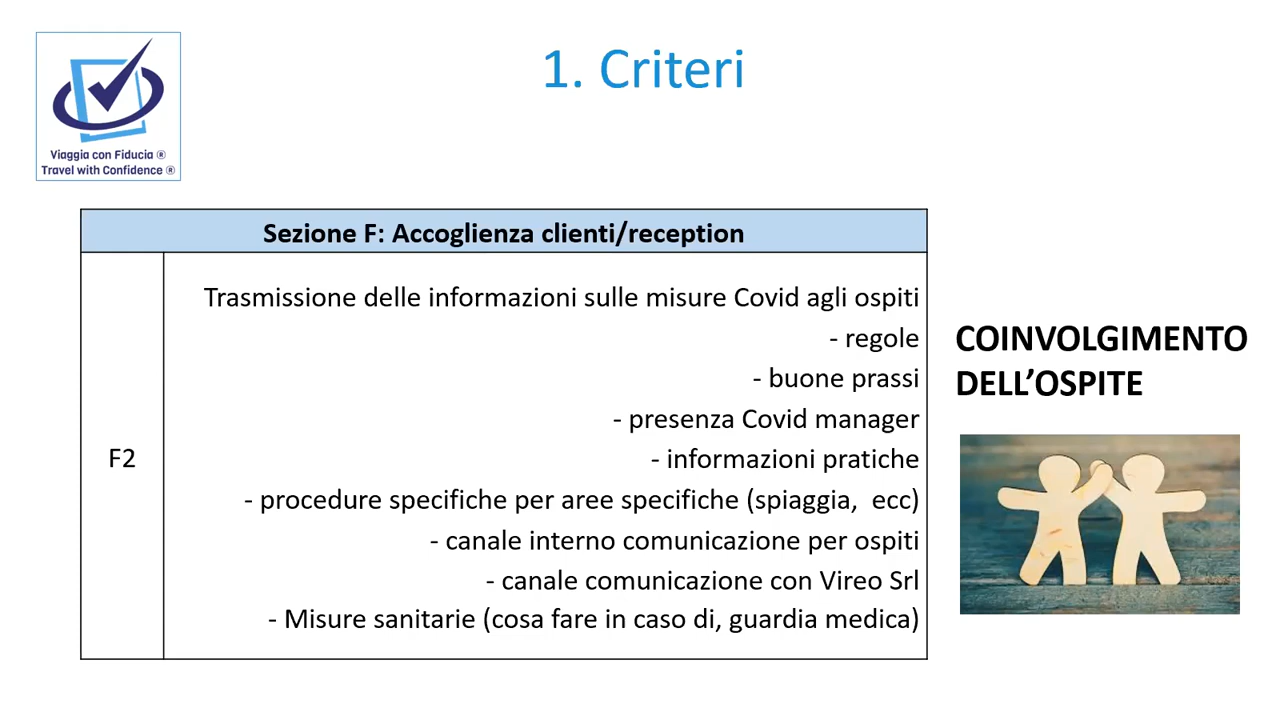 1. Criteri
Viaggia con Fiducia ®
Travel with Confidence ®
Sezione F: Accoglienza clienti/reception
F2
Trasmissione delle informazioni sulle misure Covid agli ospiti
- regole
- buone prassi
- presenza Covid manager
- informazioni pratiche
- procedure specifiche per aree specifiche (spiaggia, ecc)
- canale interno comunicazione per ospiti
- canale comunicazione con Vireo Srl
- Misure sanitarie (cosa fare in caso di, guardia medica)
COINVOLGIMENTO
DELL’OSPITE